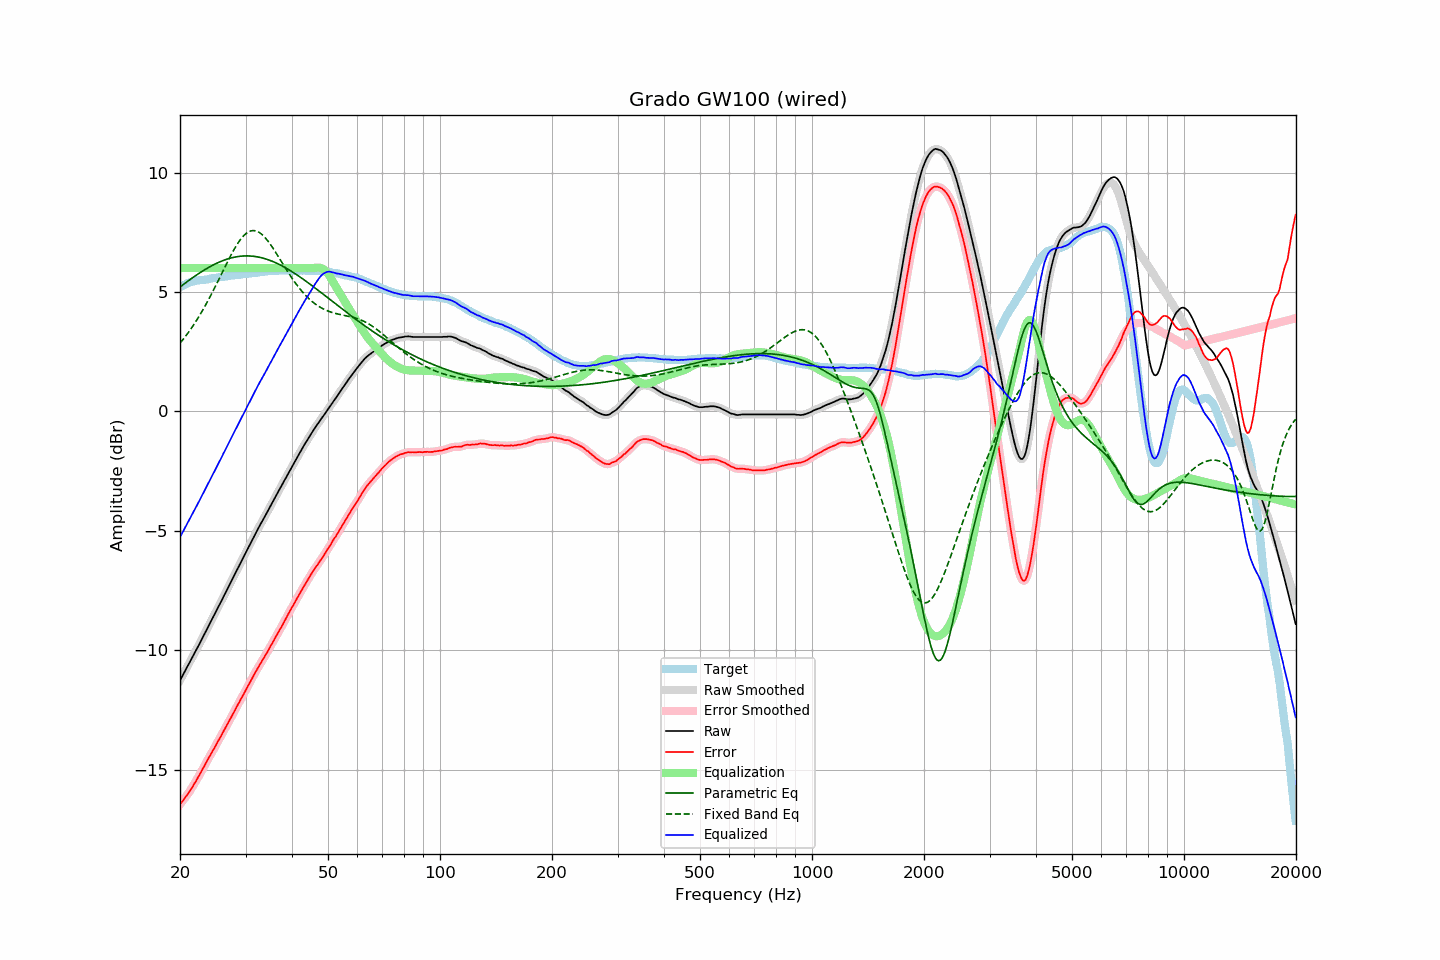 Grado GW100 (wired)
Amplitude (dBr)
10
5
0
−5
−10
−15
Target
Raw Smoothed
Error Smoothed
Raw
Error
Equalization
Parametric Eq
Fixed Band Eq
Equalized
20 50 100 200 500 1000 2000 5000 10000 20000
Frequency (Hz)